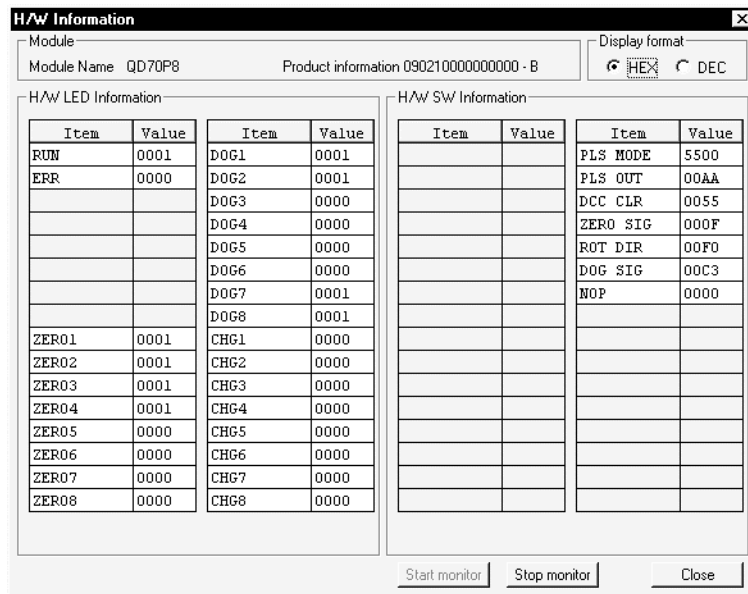 H/W Information
Module
Display format
Module Name QD70P8 Product information 090210000000000 - B
HEX DEC
H/W LED Information
H/W SW Information
Item Value Item Value Item Value Item Value
RUN 0001 DOG1 0001 PLS MODE 5500
ERR 0000 DOG2 0001 PLS OUT 00AA
DOG3 0000 DCC CLR 0055
DOG4 0000 ZERO SIG 000F
DOG5 0000 ROT DIR 00F0
DOG6 0000 DOG SIG 00C3
DOG7 0001 NOP 0000
DOG8 0001
ZERO1 0001 CHG1 0000
ZERO2 0001 CHG2 0000
ZERO3 0001 CHG3 0000
ZERO4 0001 CHG4 0000
ZERO5 0000 CHG5 0000
ZERO6 0000 CHG6 0000
ZERO7 0000 CHG7 0000
ZERO8 0000 CHG8 0000
Start monitor Stop monitor Close